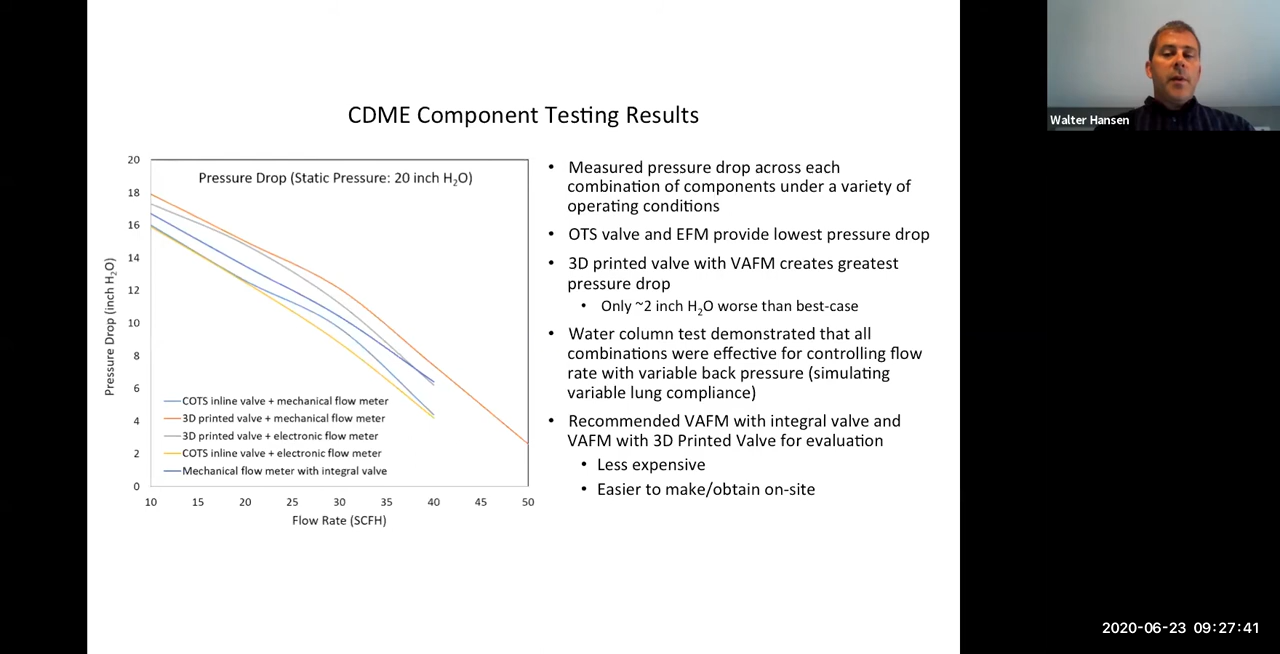 Walter Hansen
CDME Component Testing Results
Pressure Drop (Static Pressure: 20 inch H₂O)
Pressure Drop (inch H₂O)
20
18
16
14
12
10
8
6
4
2
0
COTS inline valve + mechanical flow meter
3D printed valve + mechanical flow meter
3D printed valve + electronic flow meter
COTS inline valve + electronic flow meter
Mechanical flow meter with integral valve
10 15 20 25 30 35 40 45 50
Flow Rate (SCFH)
• Measured pressure drop across each
combination of components under a variety of
operating conditions
• OTS valve and EFM provide lowest pressure drop
• 3D printed valve with VAFM creates greatest
pressure drop
• Only ~2 inch H₂O worse than best-case
• Water column test demonstrated that all
combinations were effective for controlling flow
rate with variable back pressure (simulating
variable lung compliance)
• Recommended VAFM with integral valve and
VAFM with 3D Printed Valve for evaluation
• Less expensive
• Easier to make/obtain on-site
2020-06-23 09:27:41